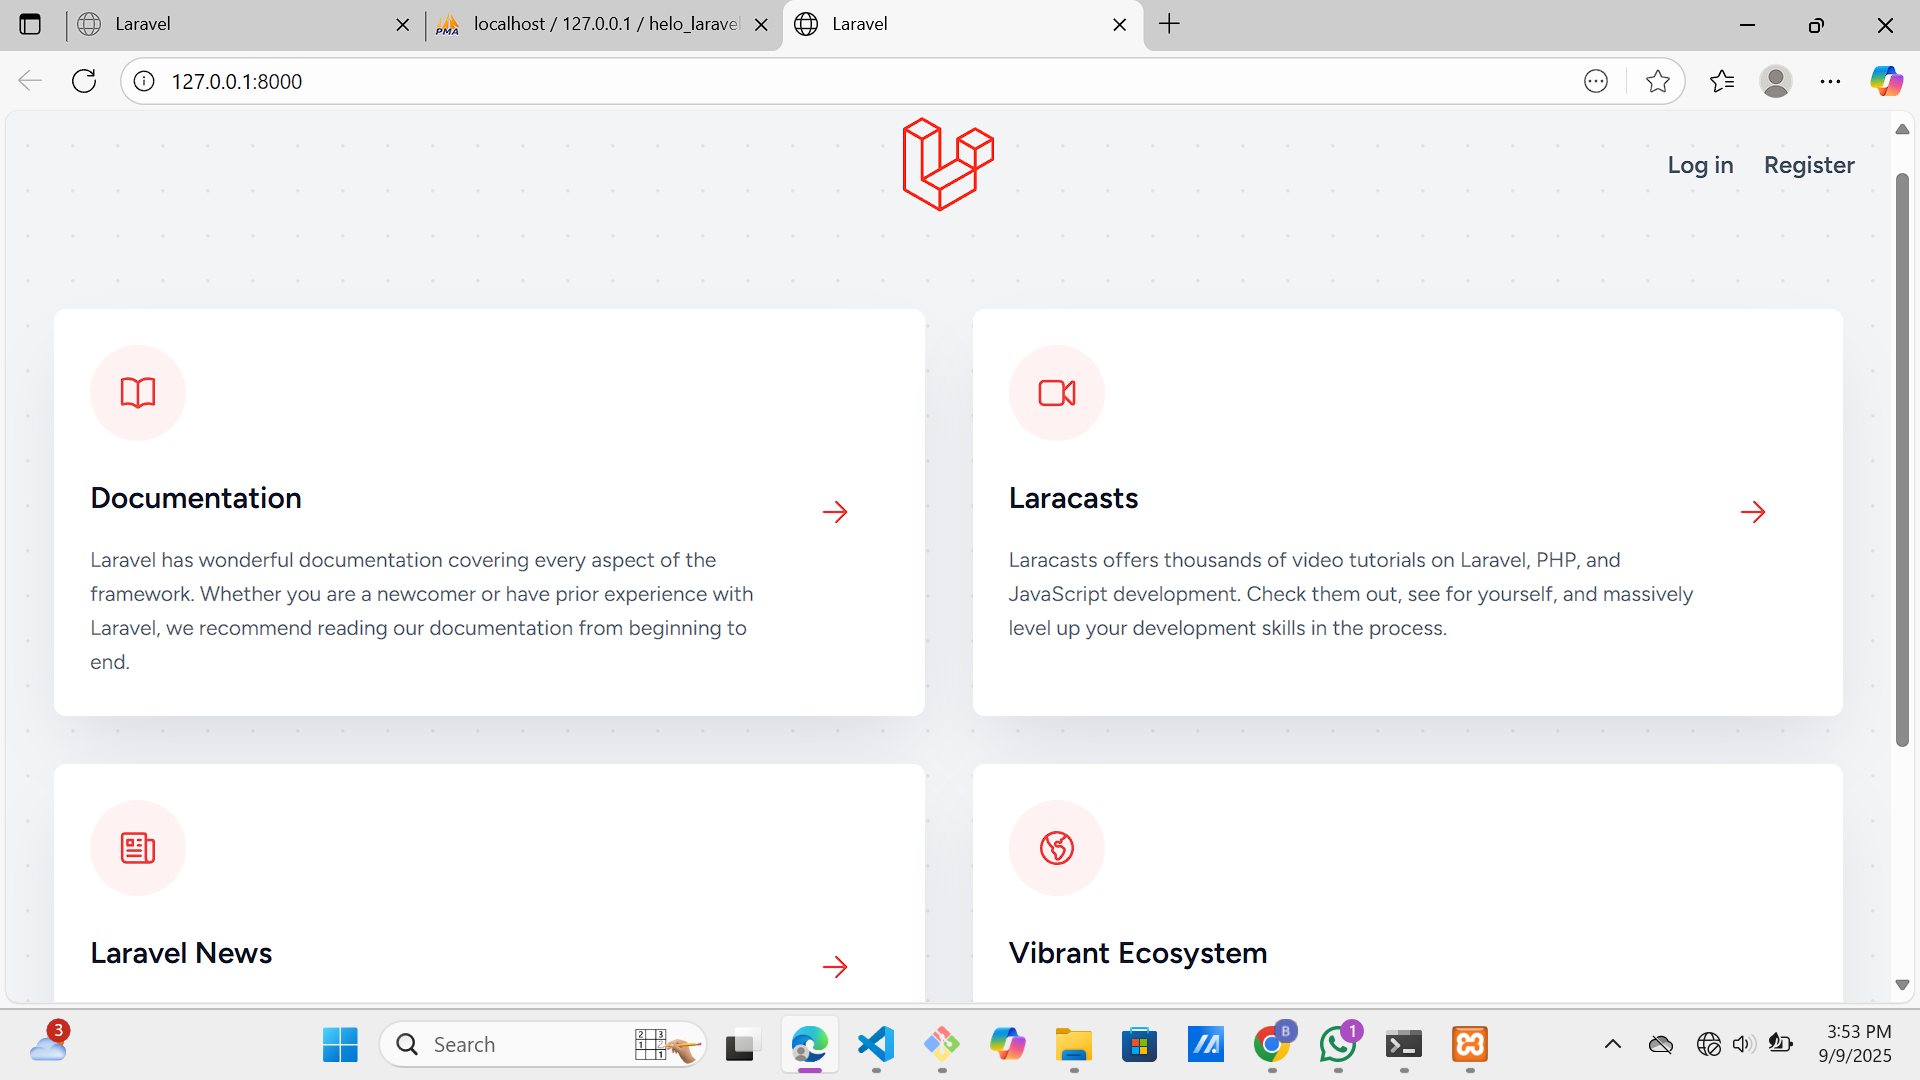 Laravel
localhost / 127.0.0.1 / helo_laravel
Laravel
127.0.0.1:8000
Log in
Register
Documentation
Laravel has wonderful documentation covering every aspect of the
framework. Whether you are a newcomer or have prior experience with
Laravel, we recommend reading our documentation from beginning to
end.
Laracasts
Laracasts offers thousands of video tutorials on Laravel, PHP, and
JavaScript development. Check them out, see for yourself, and massively
level up your development skills in the process.
Laravel News
Vibrant Ecosystem
3
Search
B
1
3:53 PM
9/9/2025